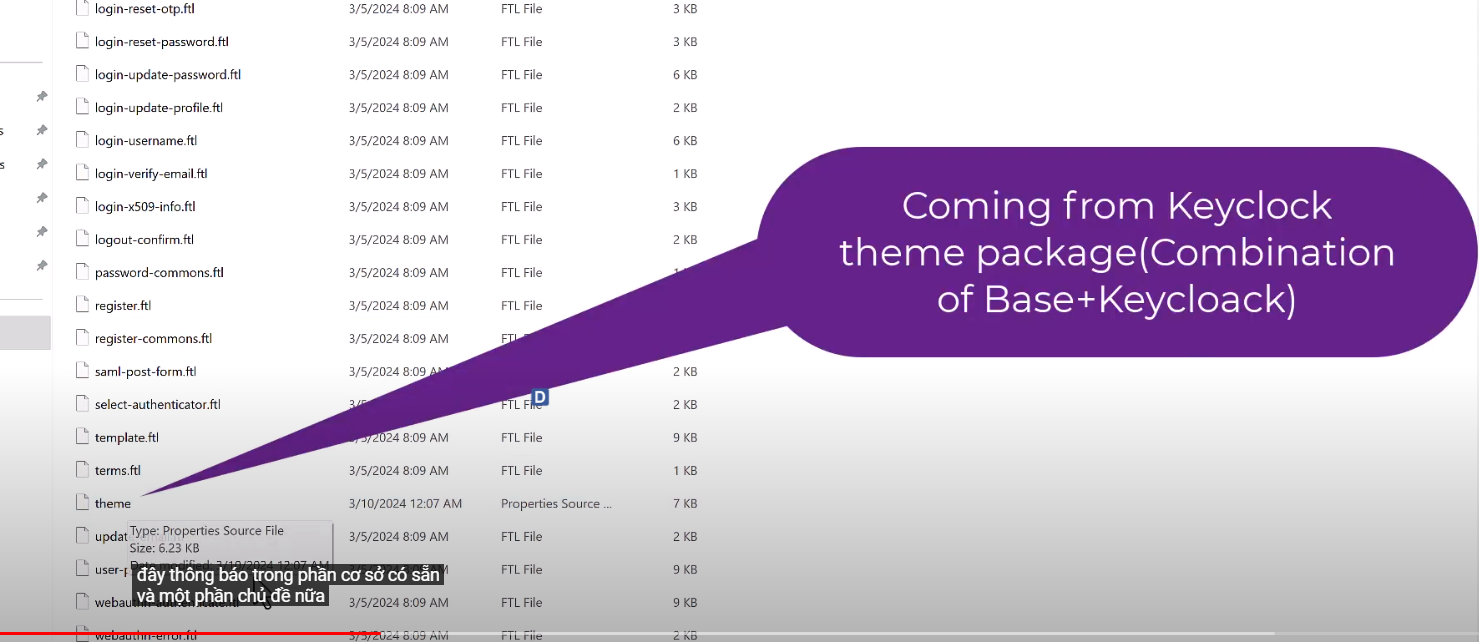 login-reset-otp.ftl 3/5/2024 8:09 AM FTL File 3 KB
login-reset-password.ftl 3/5/2024 8:09 AM FTL File 3 KB
login-update-password.ftl 3/5/2024 8:09 AM FTL File 6 KB
login-update-profile.ftl 3/5/2024 8:09 AM FTL File 2 KB
s
login-username.ftl 3/5/2024 8:09 AM FTL File 6 KB
s
login-verify-email.ftl 3/5/2024 8:09 AM FTL File 1 KB
login-x509-info.ftl 3/5/2024 8:09 AM FTL File 3 KB
logout-confirm.ftl 3/5/2024 8:09 AM FTL File 2 KB
password-commons.ftl 3/5/2024 8:09 AM FTL File
register.ftl 3/5/2024 8:09 AM FTL File
register-commons.ftl 3/5/2024 8:09 AM
saml-post-form.ftl 3/5/2024 8:09 AM 2 KB
select-authenticator.ftl FTL File 2 KB
template.ftl 3/5/2024 8:09 AM FTL File 9 KB
terms.ftl 3/5/2024 8:09 AM FTL File 1 KB
theme 3/10/2024 12:07 AM Properties Source ... 7 KB
3/5/2024 8:09 AM FTL File 2 KB
FTL File 9 KB
3/5/2024 8:09 AM FTL File 9 KB
webauthn-error.ftl 3/5/2024 8:09 AM FTL File 2 KB
Coming from Keyclock
theme package(Combination
of Base+Keycloack)
D
Type: Properties Source File
Size: 6.23 KB
Date modified: 3/10/2024 12:07 AM
đây thông báo trong phần cơ sở có sẵn
và một phần chủ đề nữa